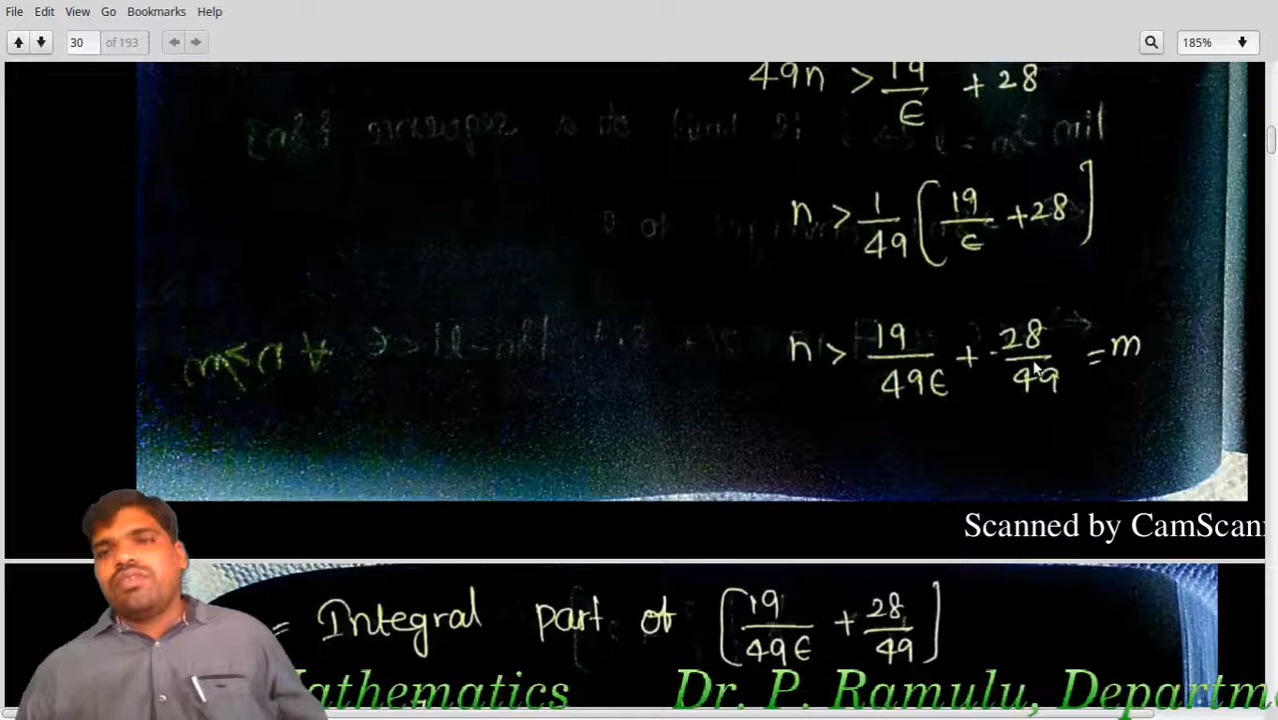 File Edit View Go Bookmarks Help
30 of 193 185%
49n > 19/ϵ + 28
n > 1/49 [ 19/ϵ + 28 ]
n > 19/49ϵ + 28/49 = m
= Integral part of [ 19/49ϵ + 28/49 ]
Scanned by CamScan
athematics Dr. P. Ramulu, Departm